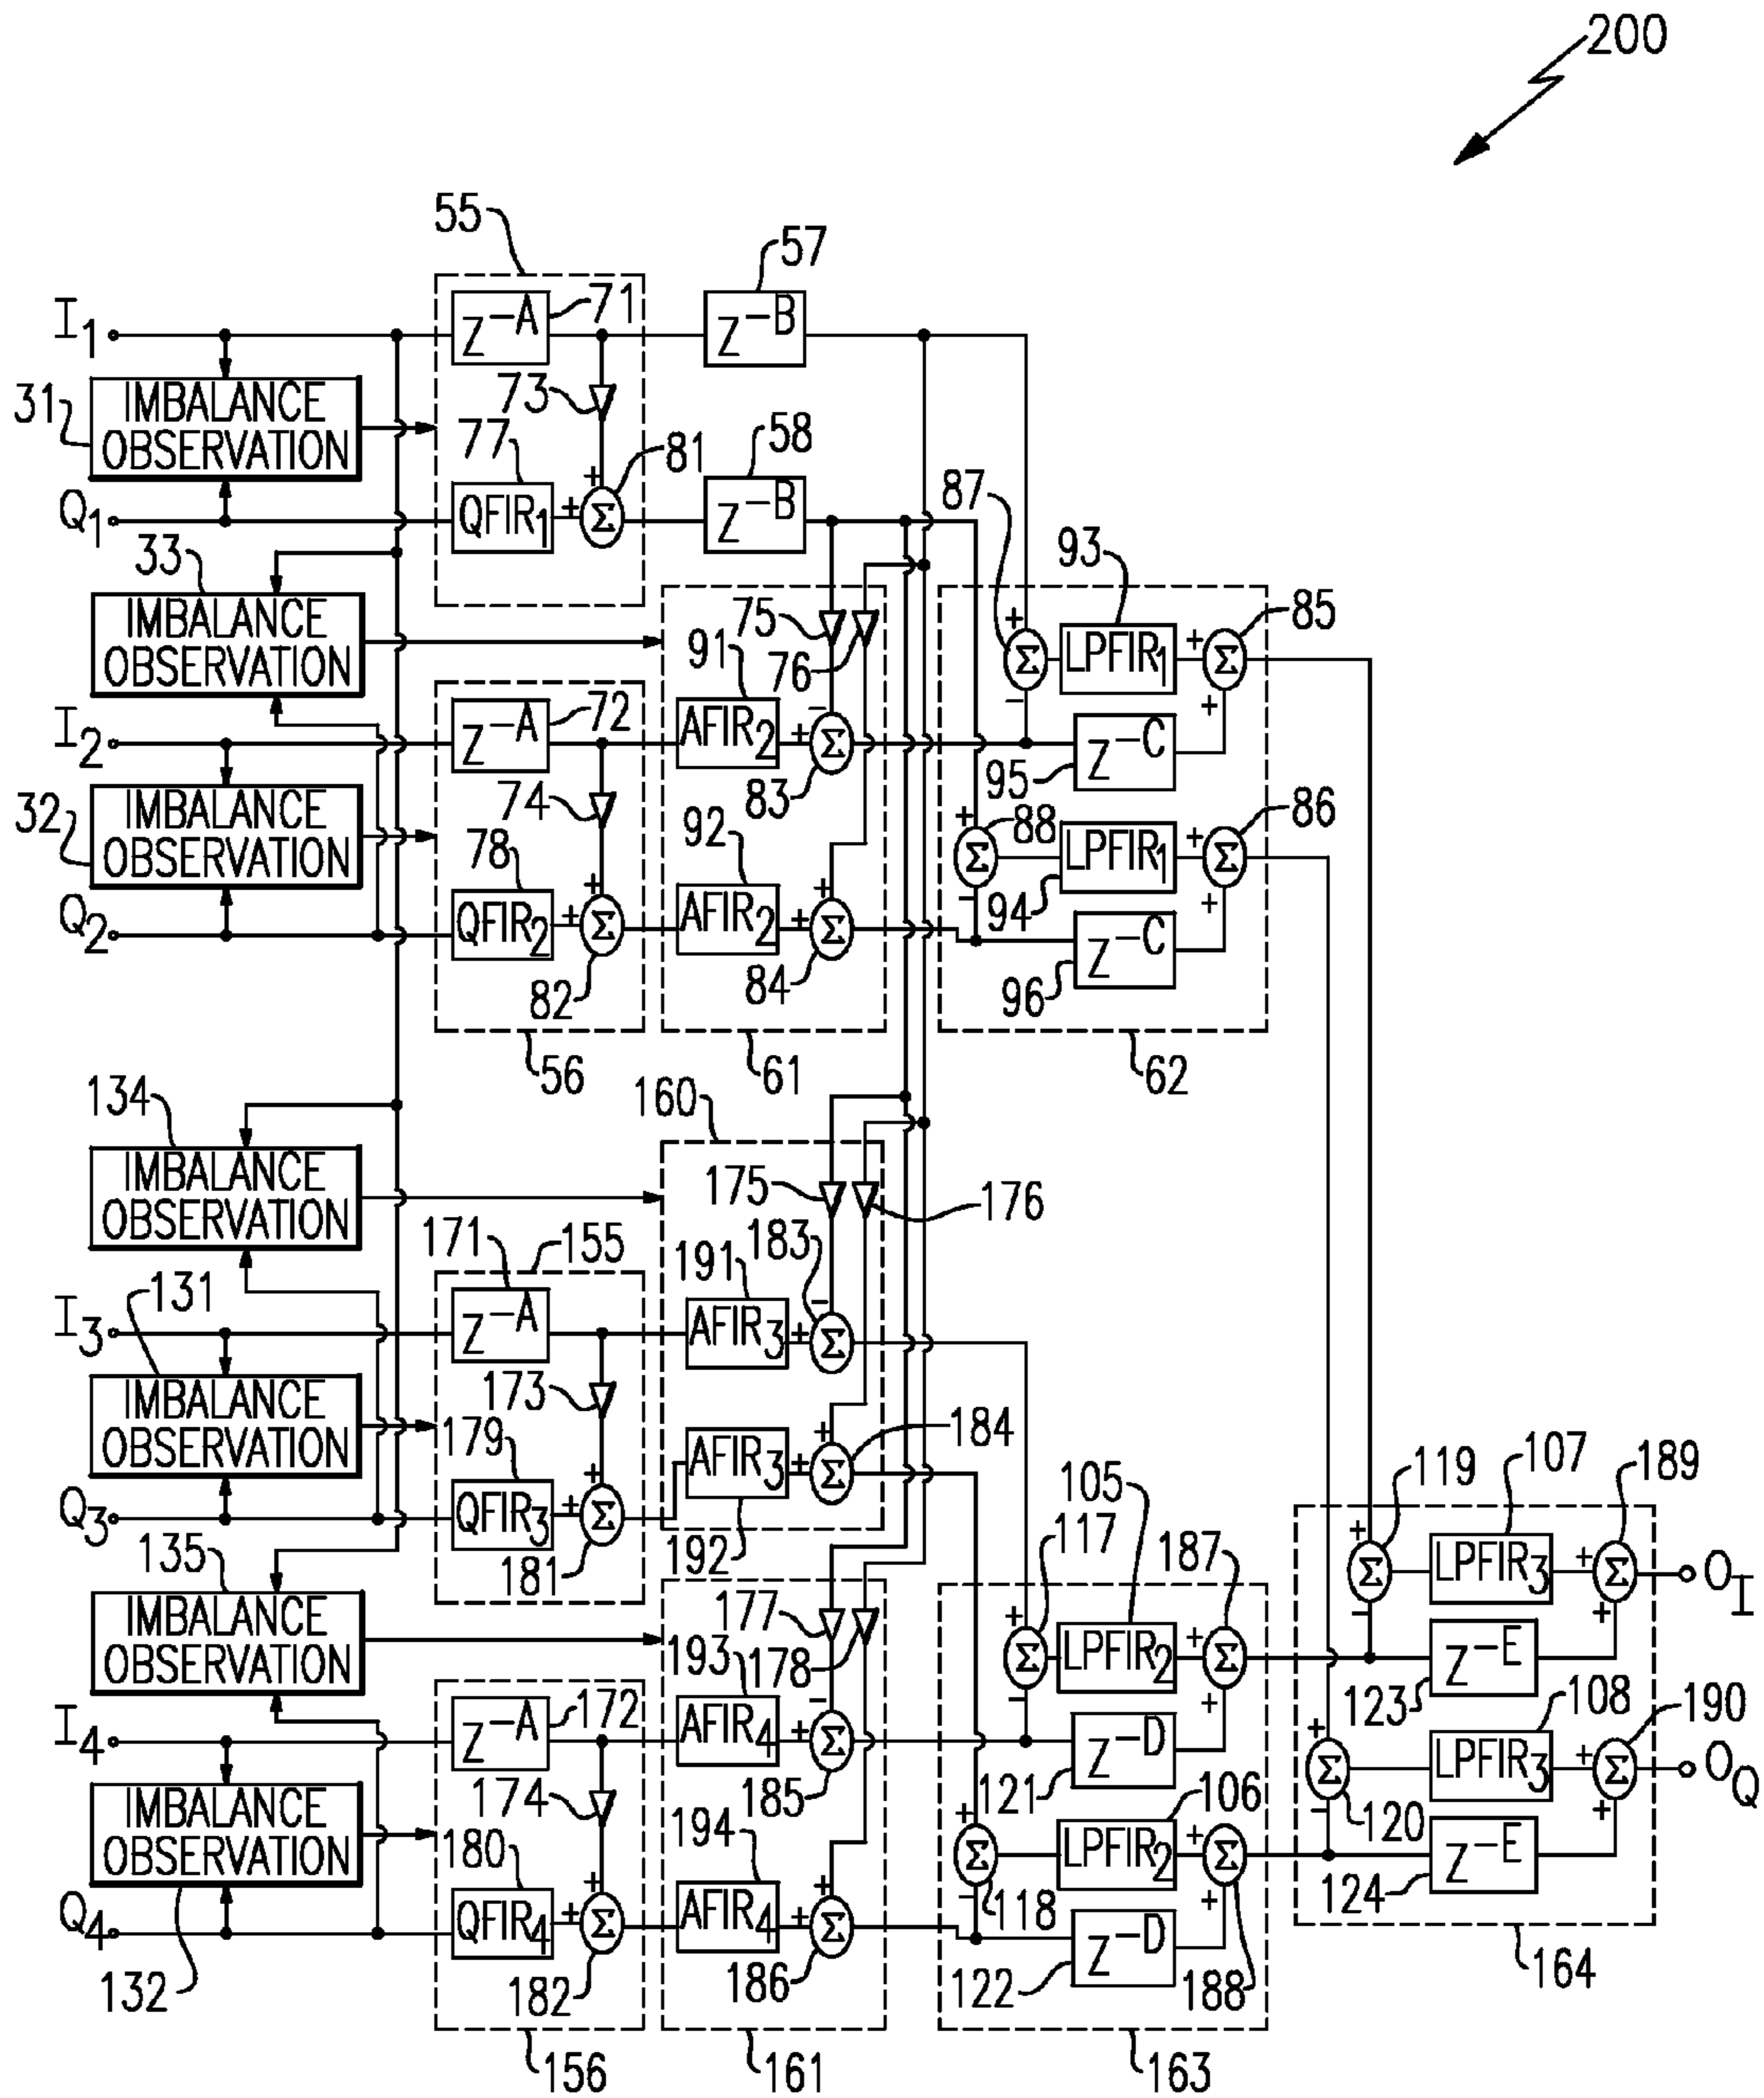 200
55
57
I1
Z-A
71
Z-B
31
IMBALANCE
OBSERVATION
73
77
+
81
58
87
Q1
QFIR1
+
Σ
Z-B
33
93
IMBALANCE
OBSERVATION
75
76
91
+
Σ
LPFIR1
+
Σ
85
-
+
I2
Z-A
72
AFIR2
+
-
Σ
83
95
Z-C
32
IMBALANCE
OBSERVATION
74
78
92
+
88
Σ
-
LPFIR1
94
+
Σ
86
+
Q2
QFIR2
+
+
Σ
82
AFIR2
+
+
Σ
84
96
Z-C
56
61
62
134
160
IMBALANCE
OBSERVATION
175
176
171
155
191
183
131
I3
Z-A
AFIR3
+
-
Σ
IMBALANCE
OBSERVATION
173
179
AFIR3
+
+
Σ
184
Q3
QFIR3
+
+
Σ
181
192
105
119
107
189
135
117
187
+
Σ
-
LPFIR3
+
Σ
+
OI
IMBALANCE
OBSERVATION
177
178
193
+
Σ
-
LPFIR2
+
Σ
+
123
Z-E
108
190
I4
Z-A
172
AFIR4
+
-
Σ
185
121
Z-D
106
+
Σ
-
120
LPFIR3
+
Σ
+
OQ
IMBALANCE
OBSERVATION
132
174
180
194
+
Σ
-
118
LPFIR2
+
Σ
+
188
124
Z-E
Q4
QFIR4
+
+
Σ
182
AFIR4
+
+
Σ
186
122
Z-D
164
156
161
163